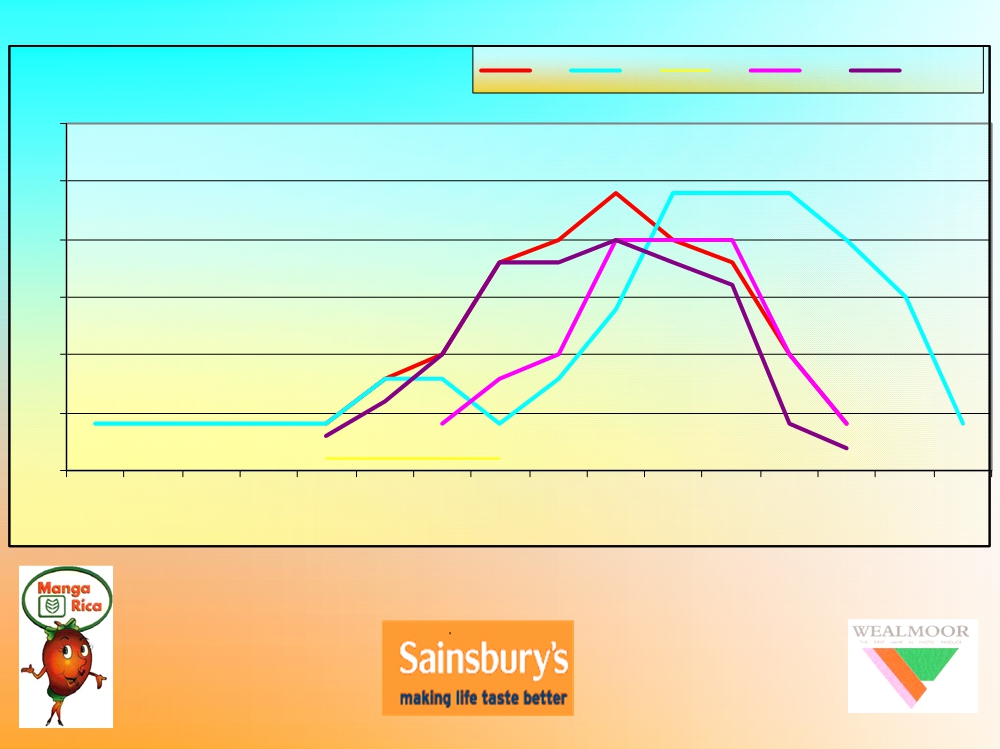 Manga
Rica
Sainsbury's
making life taste better
WEALMOOR